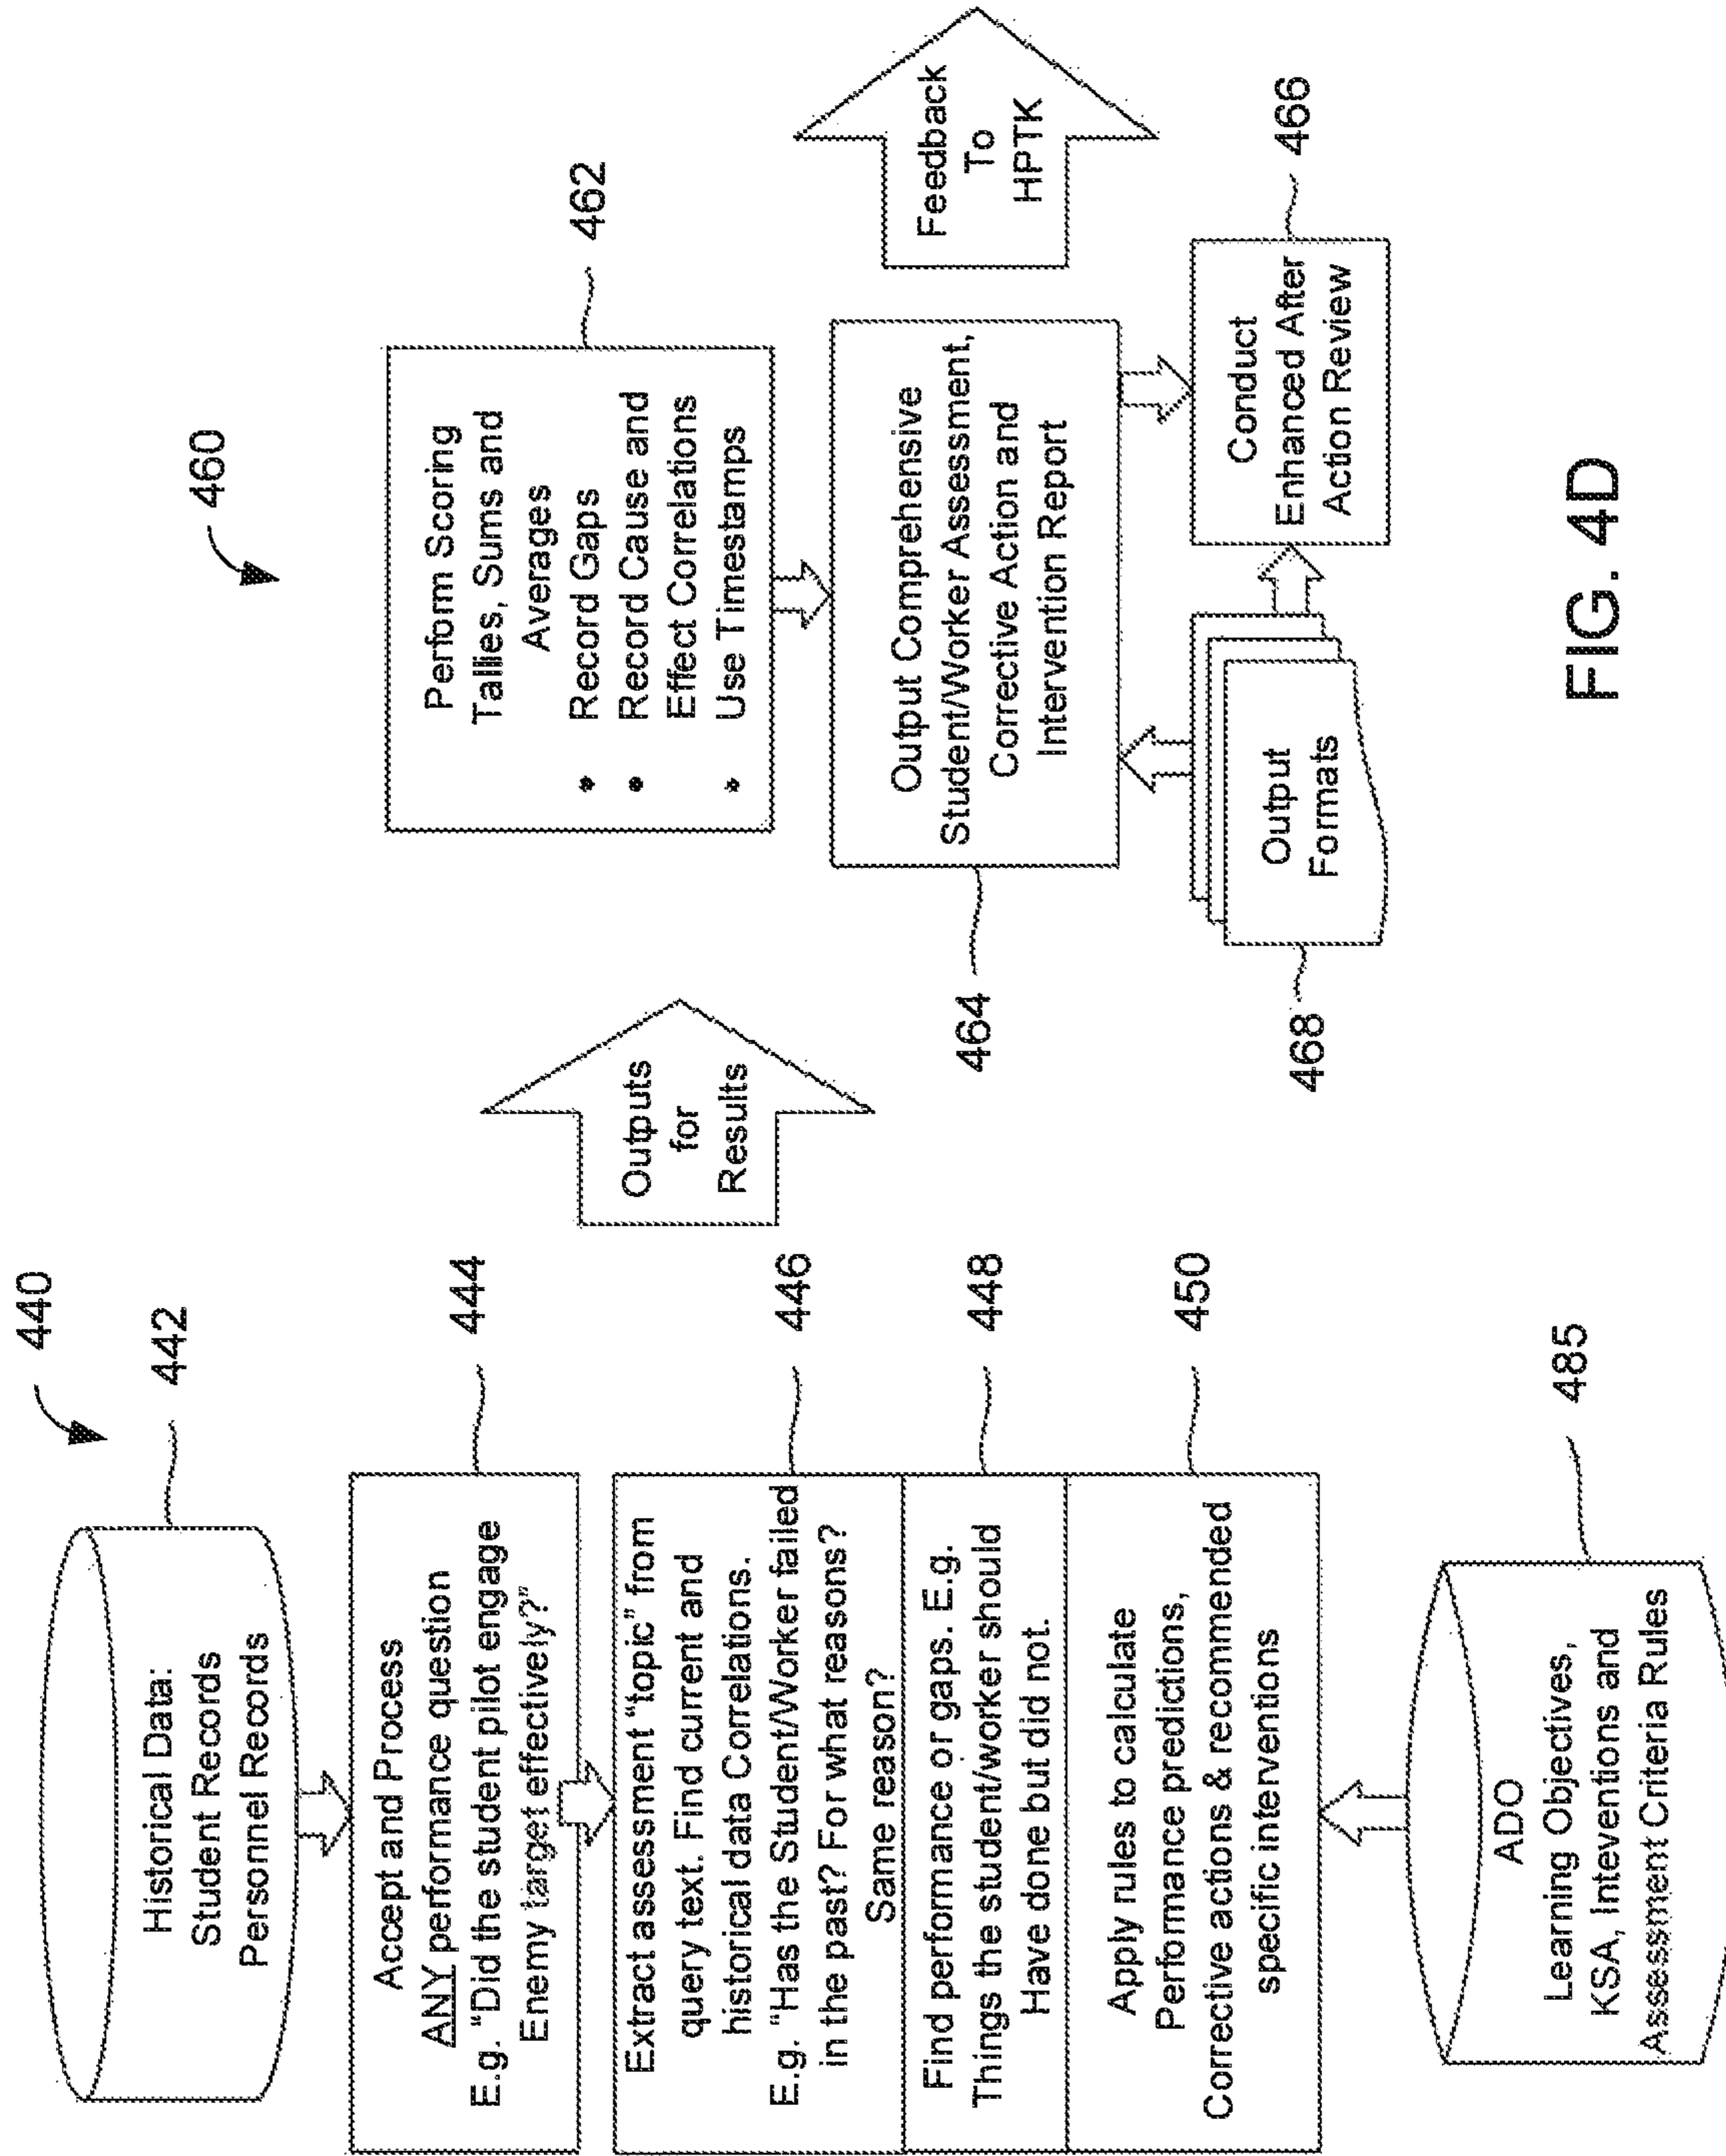 440
442
Historical Data:
Student Records
Personnel Records
Accept and Process
ANY performance question
E.g. "Did the student pilot engage
Enemy target effectively?"
444
Extract assessment "topic" from
query text. Find current and
historical data Correlations.
E.g. "Has the Student/Worker failed
in the past? For what reasons?
Same reason?
446
Find performance or gaps. E.g.
Things the student/worker should
Have done but did not.
448
Apply rules to calculate
Performance predictions,
Corrective actions & recommended
specific interventions
450
ADO
Learning Objectives,
KSA, Inteventions and
Assessment Criteria Rules
485
Outputs
for
Results
460
Perform Scoring
Tallies, Sums and
Averages
• Record Gaps
• Record Cause and
Effect Correlations
• Use Timestamps
462
Output Comprehensive
Student/Worker Assessment,
Corrective Action and
Intervention Report
464
Output
Formats
468
Conduct
Enhanced After
Action Review
466
Feedback
To
HPTK
FIG. 4D